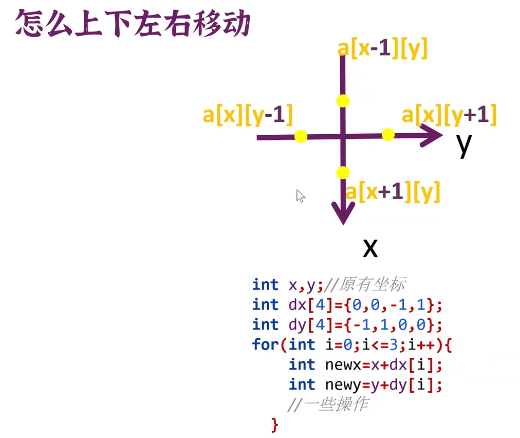 怎么上下左右移动
a[x-1][y]
a[x][y-1]
a[x][y+1]
y
a[x+1][y]
x
int x,y;//原有坐标
int dx[4]={0,0,-1,1};
int dy[4]={-1,1,0,0};
for(int i=0;i<=3;i++){
int newx=x+dx[i];
int newy=y+dy[i];
//一些操作
}